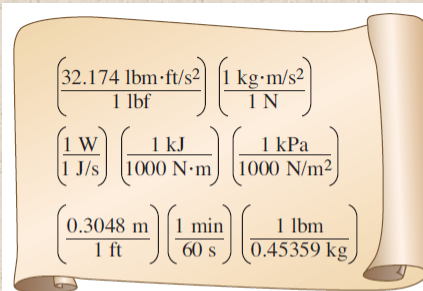 (32.174 lbm·ft/s² / 1 lbf) (1 kg·m/s² / 1 N)
(1 W / 1 J/s) (1 kJ / 1000 N·m) (1 kPa / 1000 N/m²)
(0.3048 m / 1 ft) (1 min / 60 s) (1 lbm / 0.45359 kg)